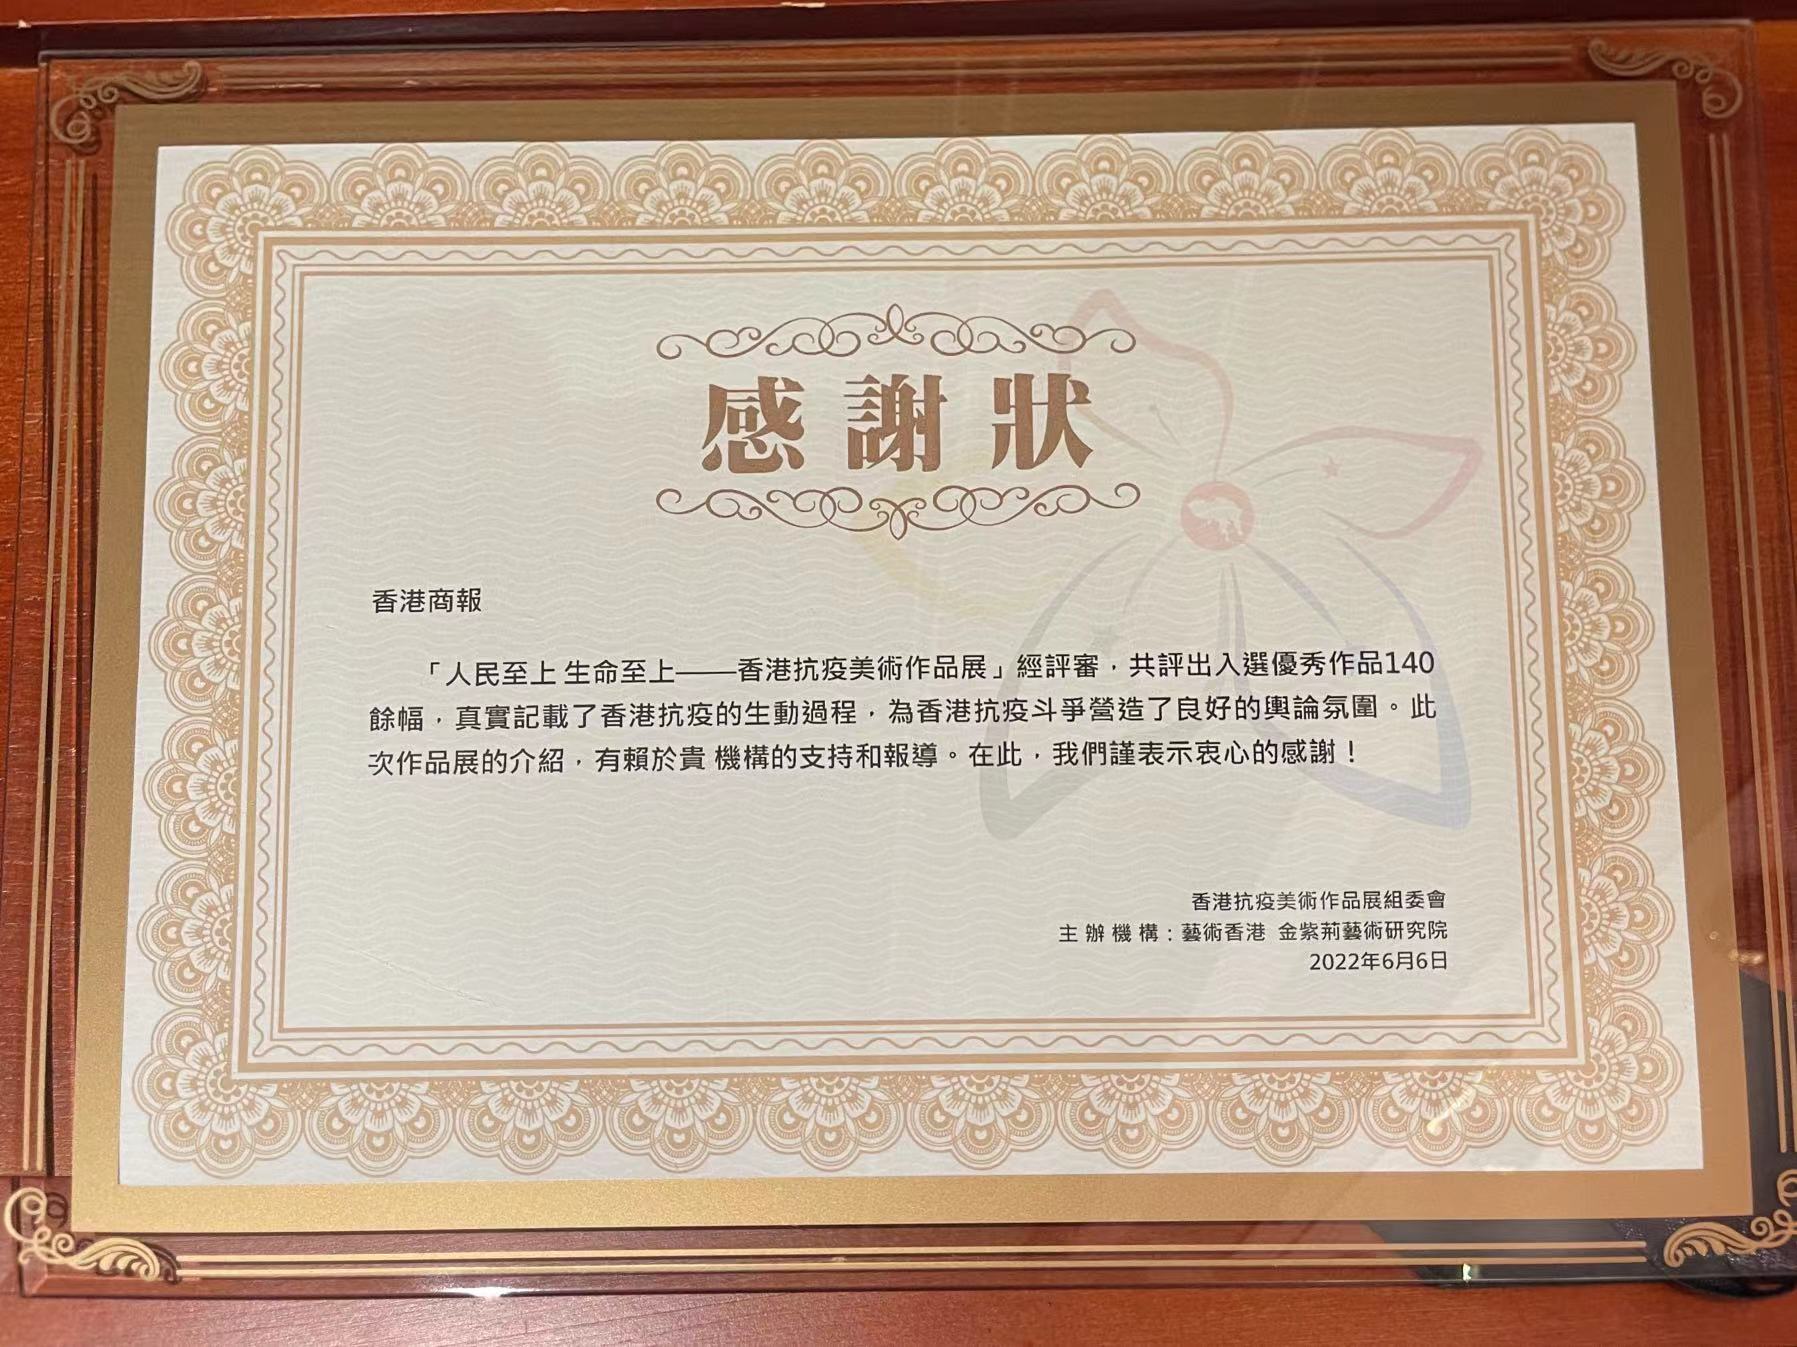 感謝狀
香港商報
「人民至上 生命至上——香港抗疫美術作品展」經評審，共評出入選優秀作品140
餘幅，真實記載了香港抗疫的生動過程，為香港抗疫斗爭營造了良好的輿論氛圍。此
次作品展的介紹，有賴於貴 機構的支持和報導。在此，我們謹表示衷心的感謝！
香港抗疫美術作品展組委會
主 辦 機 構：藝術香港 金紫荊藝術研究院
2022年6月6日